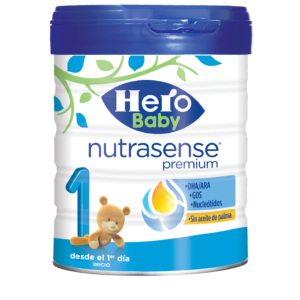 Hero
Baby
nutrasense®
premium
+DHA/ARA
+GOS
+Nucleótidos
+Sin aceite de palma
1
desde el 1er día
INICIO